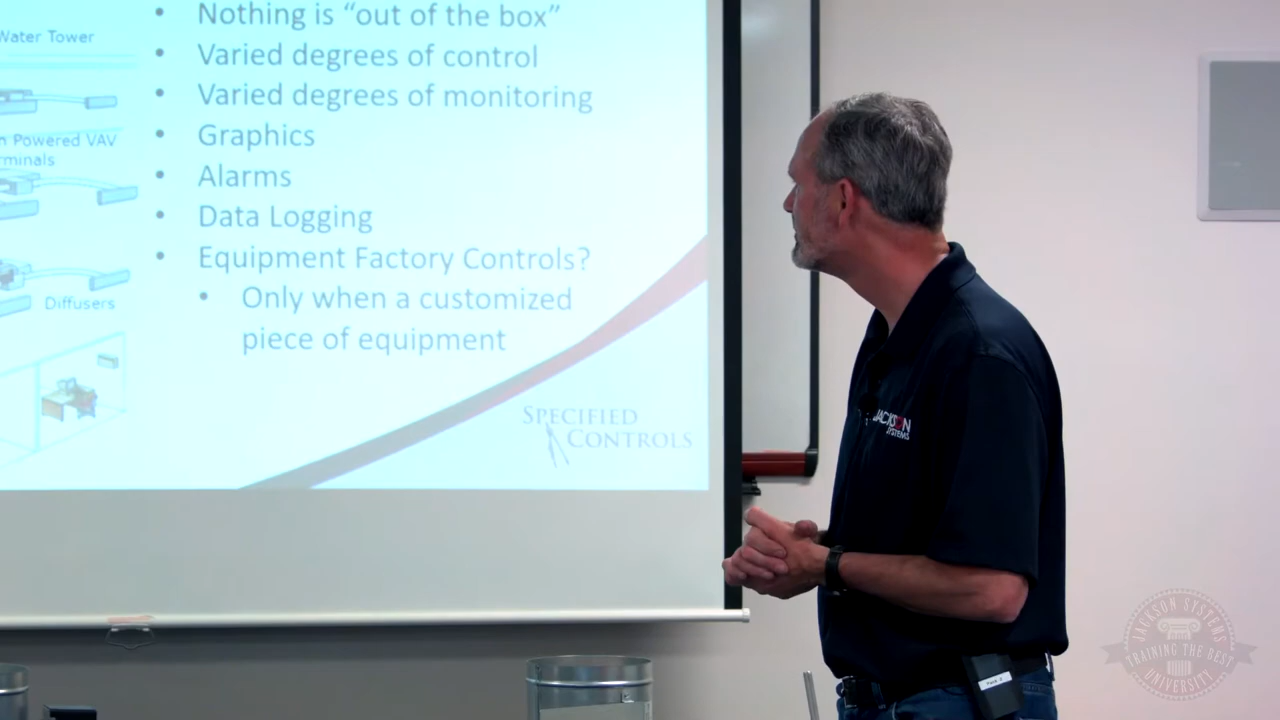 Water Tower
• Nothing is “out of the box”
• Varied degrees of control
• Varied degrees of monitoring
• Graphics
• Alarms
• Data Logging
• Equipment Factory Controls?
• Only when a customized
piece of equipment
Powered VAV
Diffusers
SPECIFIED
CONTROLS
JACKSON
SYSTEMS
JACKSON SYSTEMS
TRAINING THE BEST
UNIVERSITY